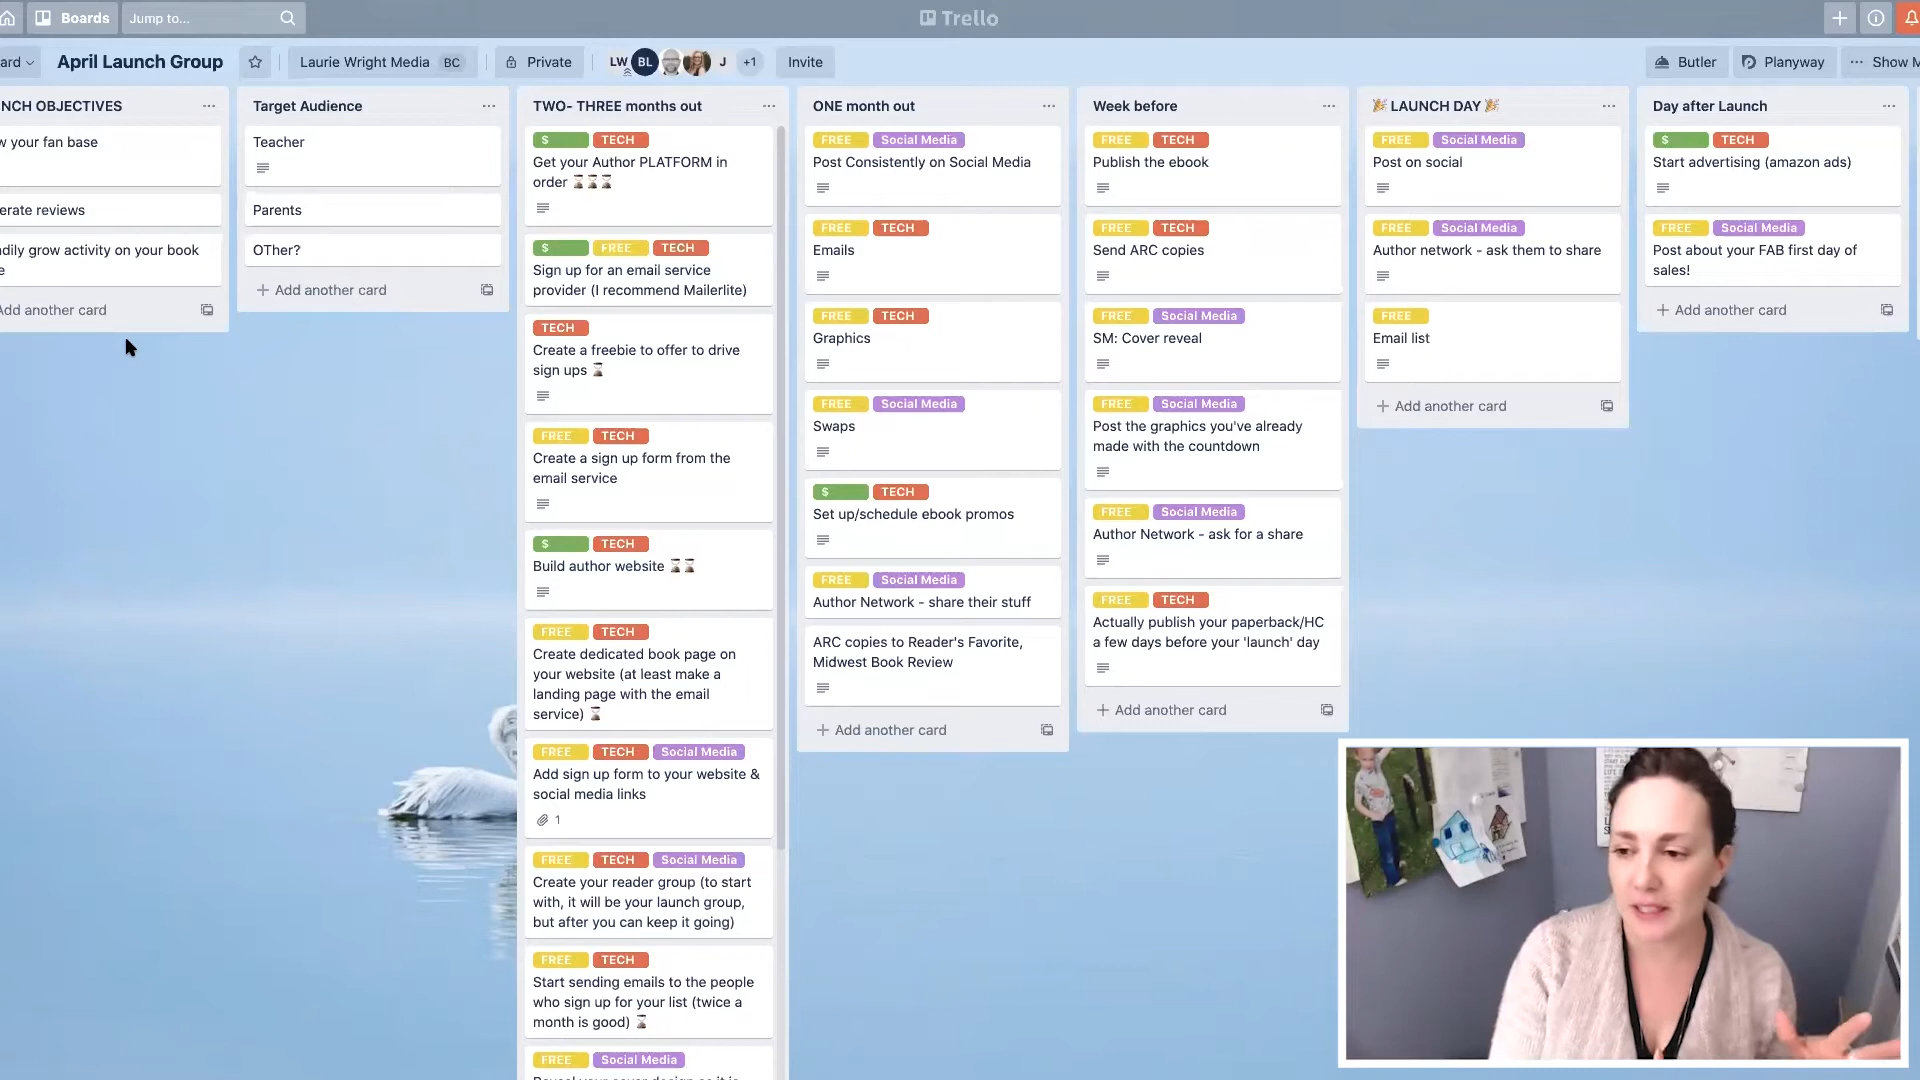 Boards
Jump to...
Trello
ard
April Launch Group
Laurie Wright Media BC
Private
LW
BL
J
+1
Invite
Butler
Planyway
Show M
NCH OBJECTIVES
w your fan base
erate reviews
dily grow activity on your book
e
Add another card
Target Audience
Teacher
Parents
OTher?
Add another card
TWO- THREE months out
$ TECH
Get your Author PLATFORM in
order
$ FREE TECH
Sign up for an email service
provider (I recommend Mailerlite)
TECH
Create a freebie to offer to drive
sign ups
FREE TECH
Create a sign up form from the
email service
$ TECH
Build author website
FREE TECH
Create dedicated book page on
your website (at least make a
landing page with the email
service)
FREE TECH Social Media
Add sign up form to your website &
social media links
1
FREE TECH Social Media
Create your reader group (to start
with, it will be your launch group,
but after you can keep it going)
FREE TECH
Start sending emails to the people
who sign up for your list (twice a
month is good)
FREE Social Media
ONE month out
FREE Social Media
Post Consistently on Social Media
FREE TECH
Emails
FREE TECH
Graphics
FREE Social Media
Swaps
$ TECH
Set up/schedule ebook promos
FREE Social Media
Author Network - share their stuff
ARC copies to Reader's Favorite,
Midwest Book Review
Add another card
Week before
FREE TECH
Publish the ebook
FREE TECH
Send ARC copies
FREE Social Media
SM: Cover reveal
FREE Social Media
Post the graphics you've already
made with the countdown
FREE Social Media
Author Network - ask for a share
FREE TECH
Actually publish your paperback/HC
a few days before your 'launch' day
Add another card
🎉 LAUNCH DAY 🎉
FREE Social Media
Post on social
FREE Social Media
Author network - ask them to share
FREE
Email list
Add another card
Day after Launch
$ TECH
Start advertising (amazon ads)
FREE Social Media
Post about your FAB first day of
sales!
Add another card